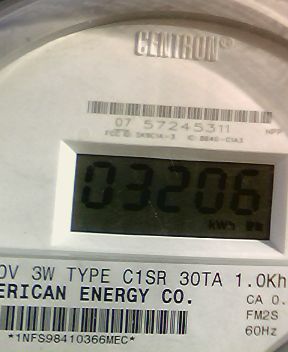 CENTRON®
07 57245311
03206
kWh
0V 3W TYPE C1SR 30TA 1.0Kh
ERICAN ENERGY CO.
CA 0.
FM2S
60Hz
*1NFS98410366MEC*